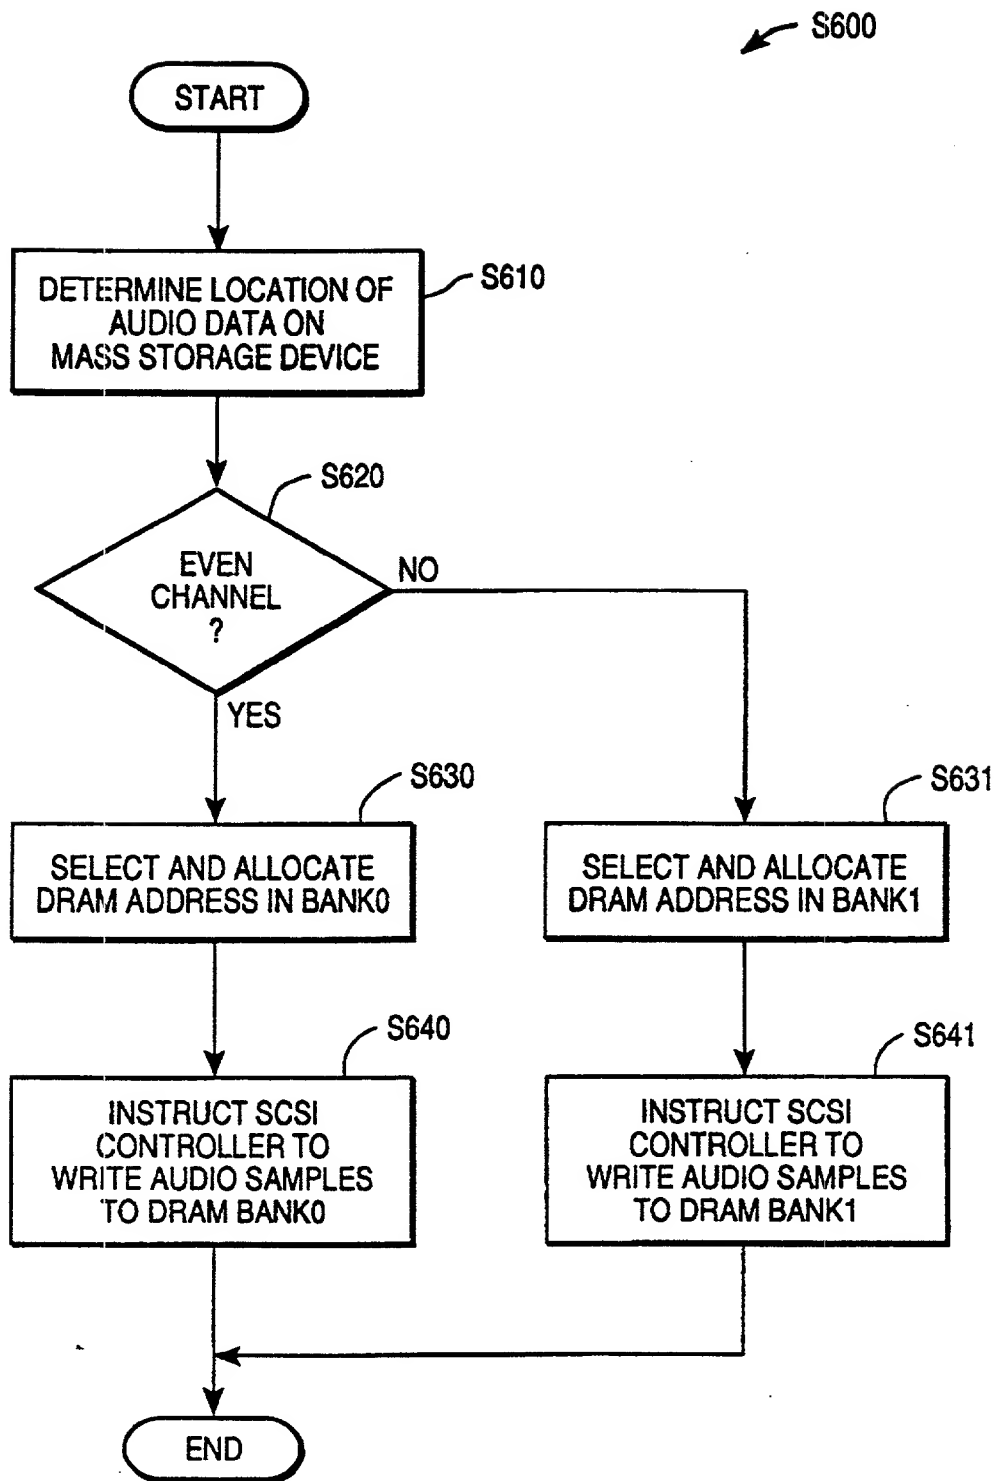 S600
START
S610
DETERMINE LOCATION OF
AUDIO DATA ON
MASS STORAGE DEVICE
S620
EVEN
CHANNEL
?
NO
YES
S630
SELECT AND ALLOCATE
DRAM ADDRESS IN BANK0
S631
SELECT AND ALLOCATE
DRAM ADDRESS IN BANK1
S640
INSTRUCT SCSI
CONTROLLER TO
WRITE AUDIO SAMPLES
TO DRAM BANK0
S641
INSTRUCT SCSI
CONTROLLER TO
WRITE AUDIO SAMPLES
TO DRAM BANK1
END